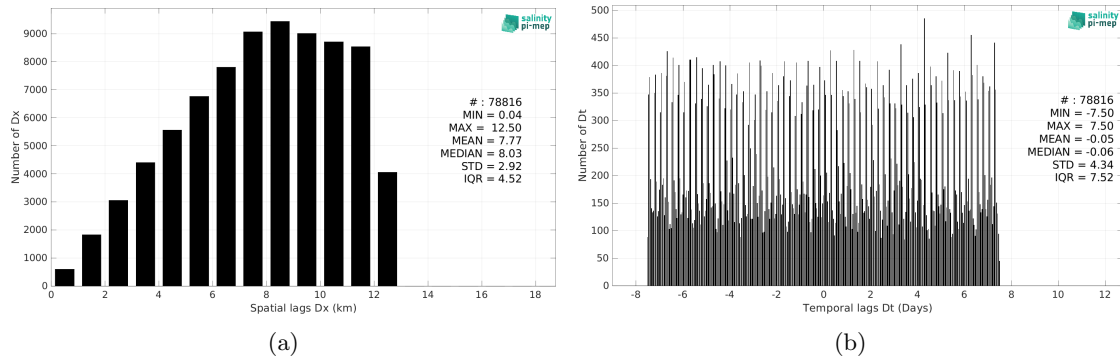 salinity
pi-mep
Number of Dx
9000
8000
7000
6000
5000
4000
3000
2000
1000
0
# : 78816
MIN = 0.04
MAX = 12.50
MEAN = 7.77
MEDIAN = 8.03
STD = 2.92
IQR = 4.52
0 2 4 6 8 10 12 14 16 18
Spatial lags Dx (km)
(a)
salinity
pi-mep
Number of Dt
500
450
400
350
300
250
200
150
100
50
0
# : 78816
MIN = -7.50
MAX = 7.50
MEAN = -0.05
MEDIAN = -0.06
STD = 4.34
IQR = 7.52
-8 -6 -4 -2 0 2 4 6 8 10 12
Temporal lags Dt (Days)
(b)